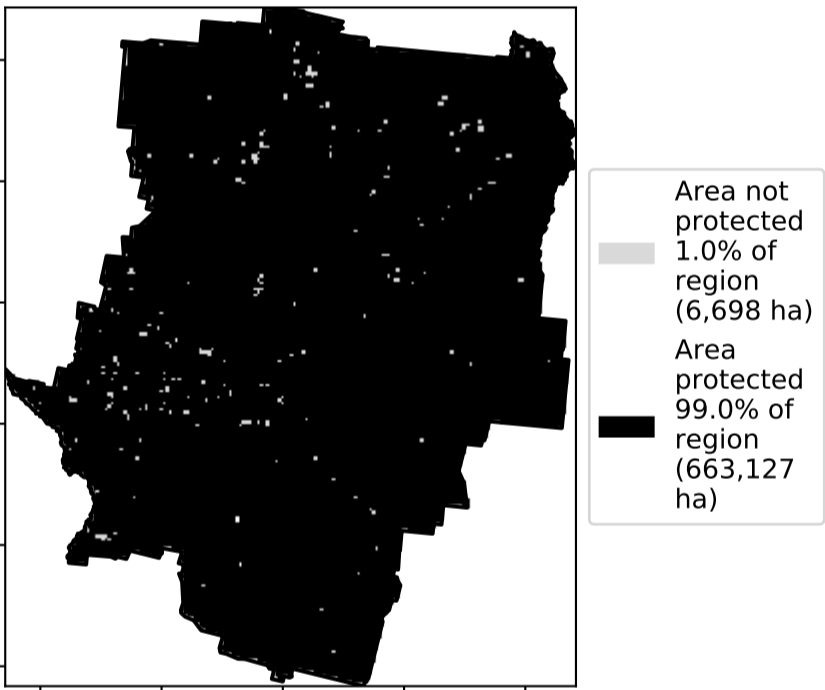 Area not
protected
1.0% of
region
(6,698 ha)
Area
protected
99.0% of
region
(663,127
ha)